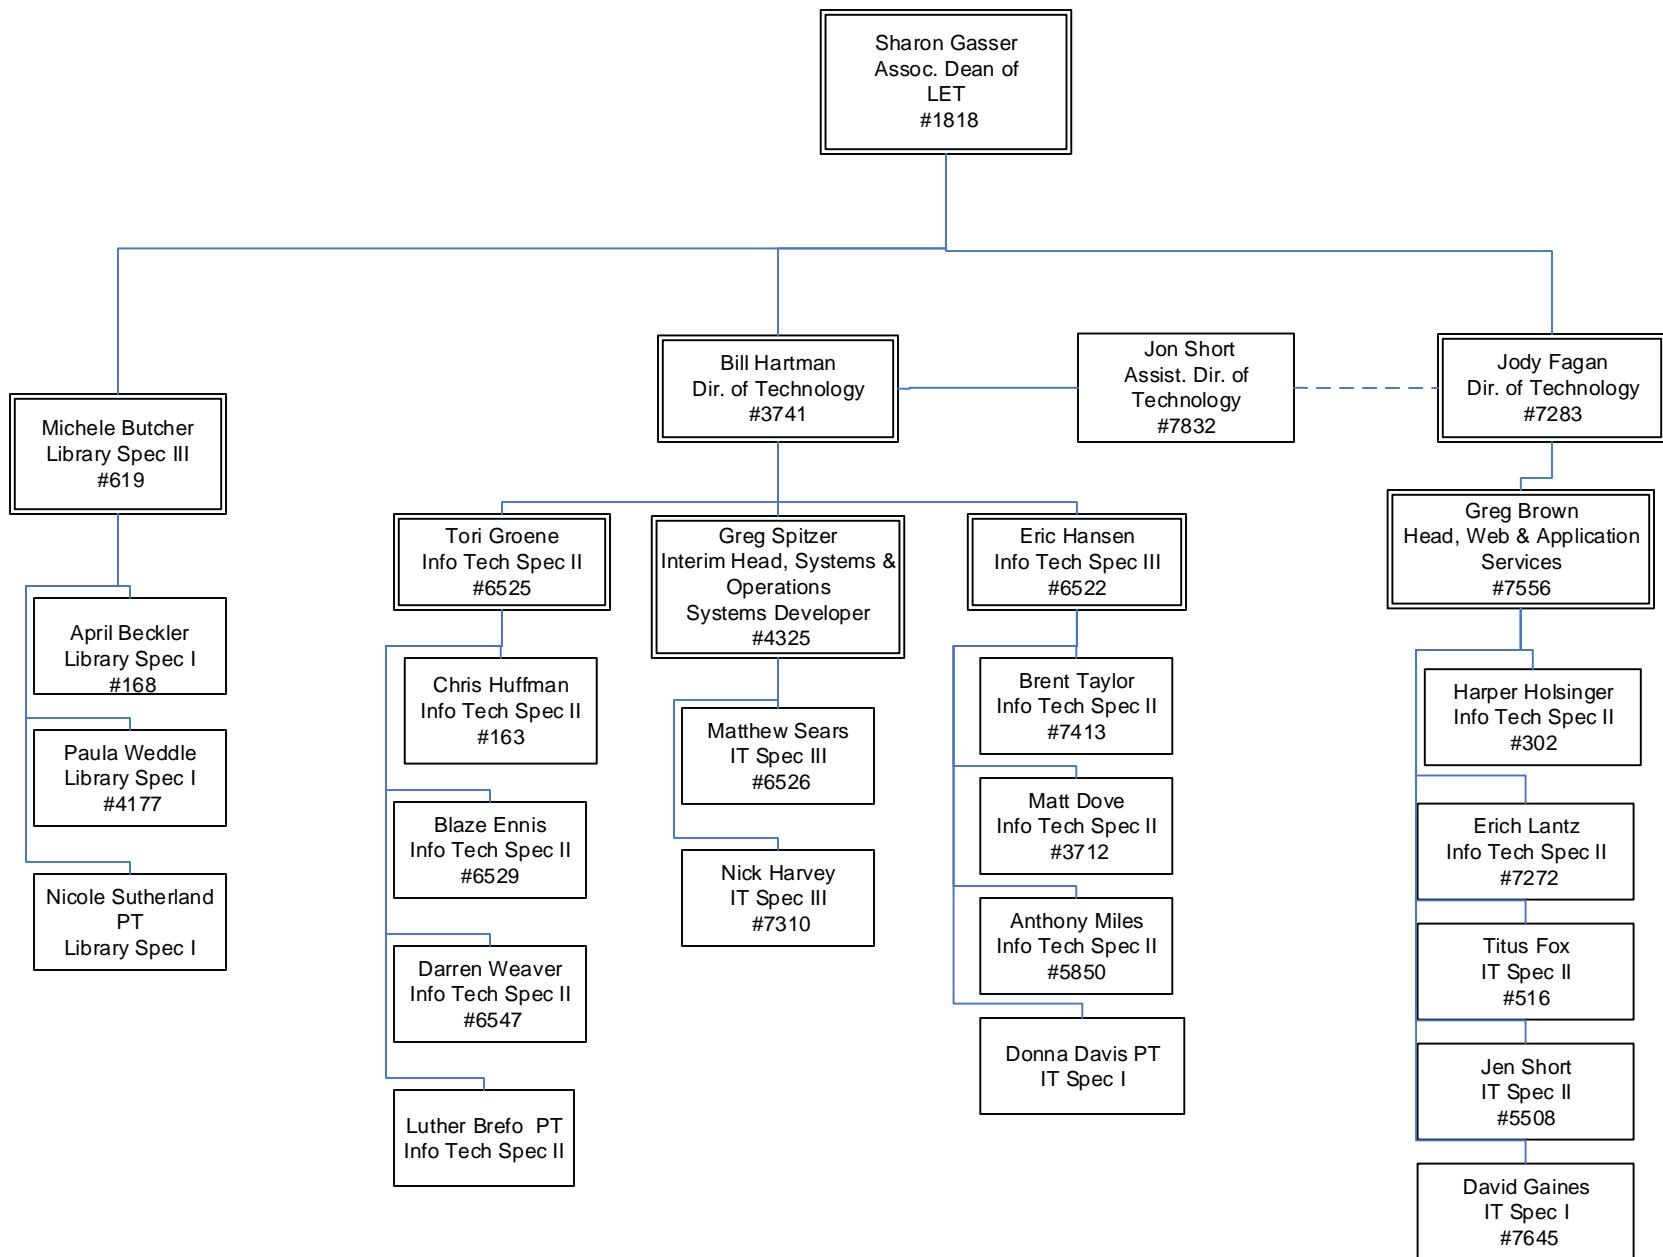 Sharon Gasser
Assoc. Dean of
LET
#1818
Bill Hartman
Dir. of Technology
#3741
Jon Short
Assist. Dir. of
Technology
#7832
Jody Fagan
Dir. of Technology
#7283
Michele Butcher
Library Spec III
#619
April Beckler
Library Spec I
#168
Paula Weddle
Library Spec I
#4177
Nicole Sutherland
PT
Library Spec I
Tori Groene
Info Tech Spec II
#6525
Chris Huffman
Info Tech Spec II
#163
Blaze Ennis
Info Tech Spec II
#6529
Darren Weaver
Info Tech Spec II
#6547
Luther Brefo  PT
Info Tech Spec II
Greg Spitzer
Interim Head, Systems &
Operations
Systems Developer
#4325
Matthew Sears
IT Spec III
#6526
Nick Harvey
IT Spec III
#7310
Eric Hansen
Info Tech Spec III
#6522
Brent Taylor
Info Tech Spec II
#7413
Matt Dove
Info Tech Spec II
#3712
Anthony Miles
Info Tech Spec II
#5850
Donna Davis PT
IT Spec I
Greg Brown
Head, Web & Application
Services
#7556
Harper Holsinger
Info Tech Spec II
#302
Erich Lantz
Info Tech Spec II
#7272
Titus Fox
IT Spec II
#516
Jen Short
IT Spec II
#5508
David Gaines
IT Spec I
#7645